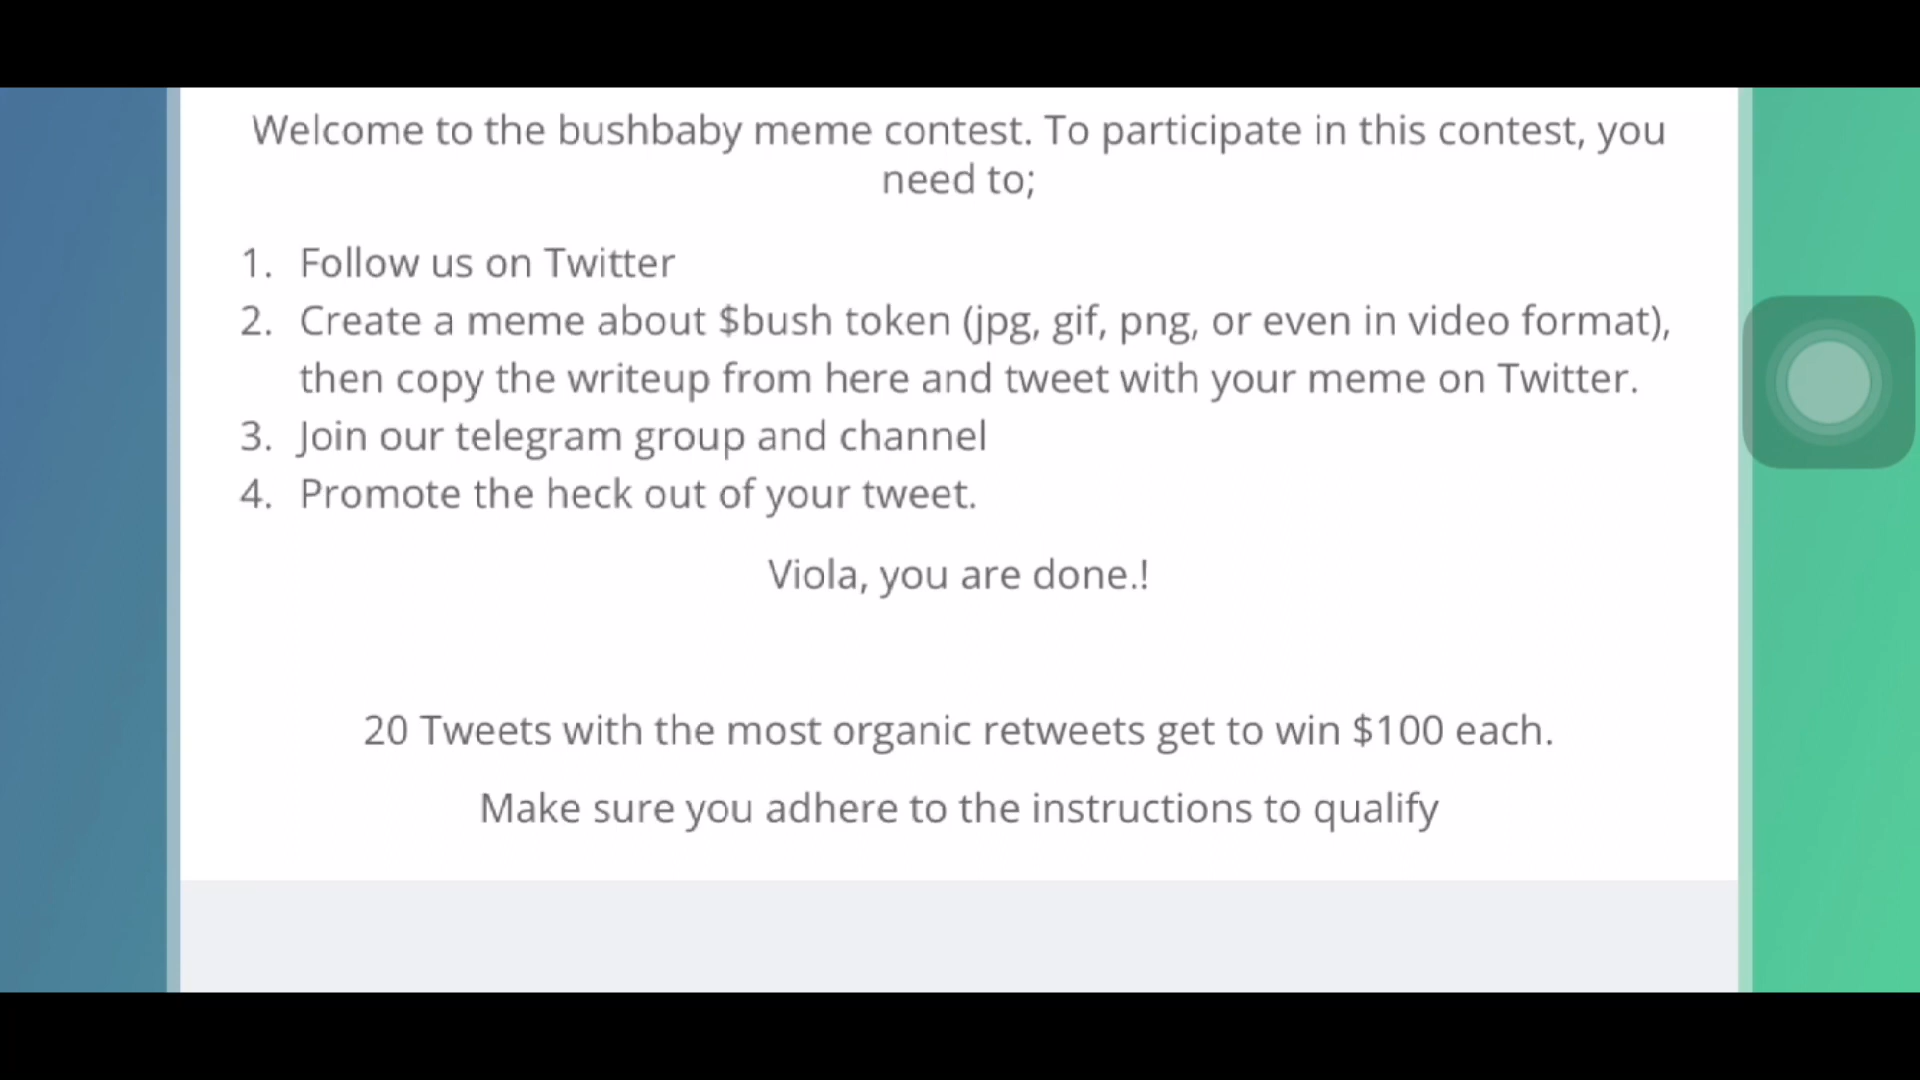 Welcome to the bushbaby meme contest. To participate in this contest, you
need to;
1. Follow us on Twitter
2. Create a meme about $bush token (jpg, gif, png, or even in video format),
then copy the writeup from here and tweet with your meme on Twitter.
3. Join our telegram group and channel
4. Promote the heck out of your tweet.
Viola, you are done.!
20 Tweets with the most organic retweets get to win $100 each.
Make sure you adhere to the instructions to qualify